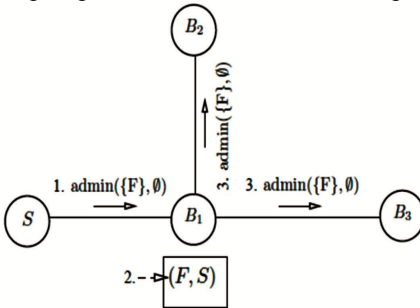 B₂
3. admin({F},∅)
1. admin({F},∅)
3. admin({F},∅)
S
B₁
B₃
2.-
(F,S)